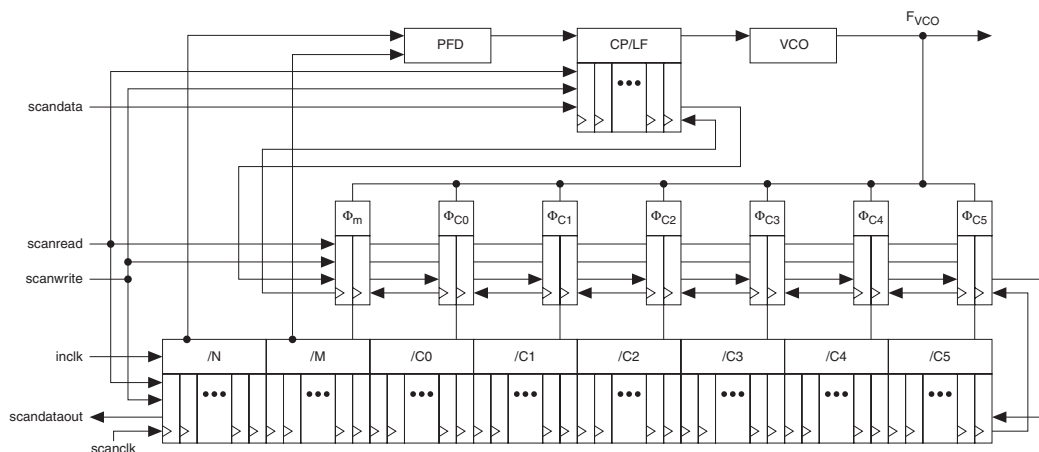 F_VCO
PFD
CP/LF
VCO
scandata
Φm
ΦC0
ΦC1
ΦC2
ΦC3
ΦC4
ΦC5
scanread
scanwrite
inclk
/N
/M
/C0
/C1
/C2
/C3
/C4
/C5
scandataout
scanclk